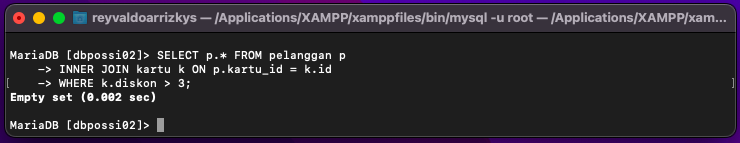 reyvaldoarrizkys — /Applications/XAMPP/xamppfiles/bin/mysql -u root — /Applications/XAMPP/xam...
MariaDB [dbpossi02]> SELECT p.* FROM pelanggan p
    -> INNER JOIN kartu k ON p.kartu_id = k.id
    -> WHERE k.diskon > 3;
Empty set (0.002 sec)
MariaDB [dbpossi02]>